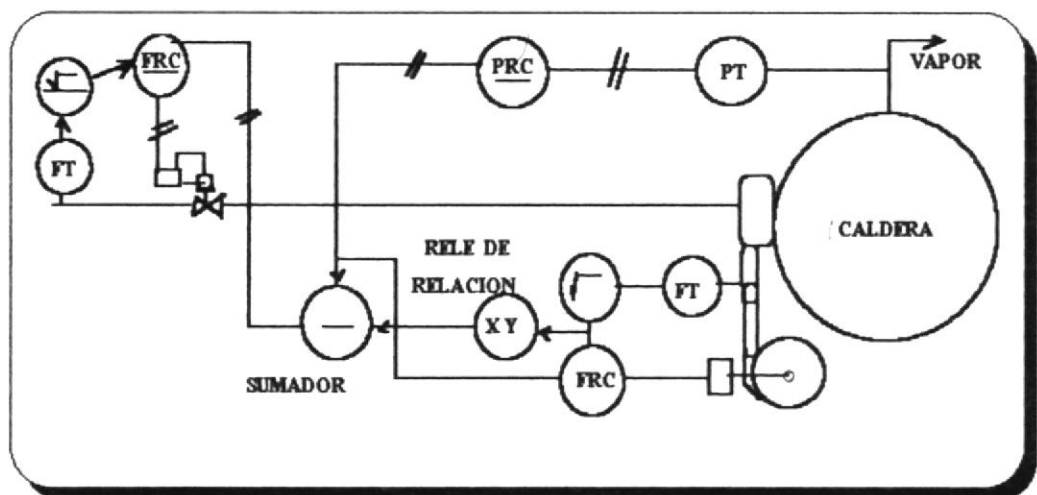 FRC
PRC
PT
VAPOR
√
FT
CALDERA
RELE DE
RELACION
√
FT
—
X Y
SUMADOR
FRC